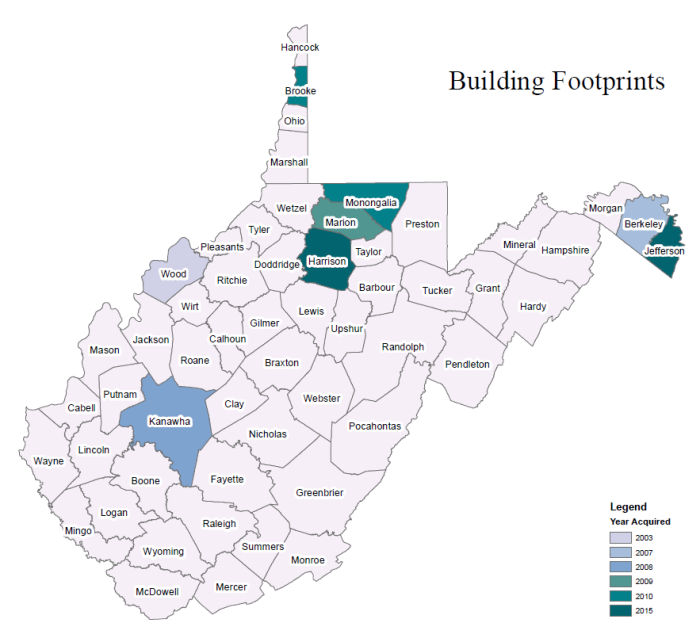 Hancock
Building Footprints
Brooke
Ohio
Marshall
Wetzel
Monongalia
Morgan
Marion
Preston
Berkeley
Tyler
Pleasants
Mineral
Hampshire
Jefferson
Taylor
Doddridge
Harrison
Wood
Ritchie
Barbour
Tucker
Grant
Wirt
Hardy
Lewis
Gilmer
Upshur
Jackson
Calhoun
Randolph
Mason
Roane
Braxton
Pendleton
Putnam
Webster
Cabell
Clay
Kanawha
Pocahontas
Nicholas
Lincoln
Wayne
Boone
Fayette
Greenbrier
Logan
Raleigh
Mingo
Summers
Wyoming
Monroe
Mercer
McDowell
Legend
Year Acquired
2003
2007
2008
2009
2010
2015